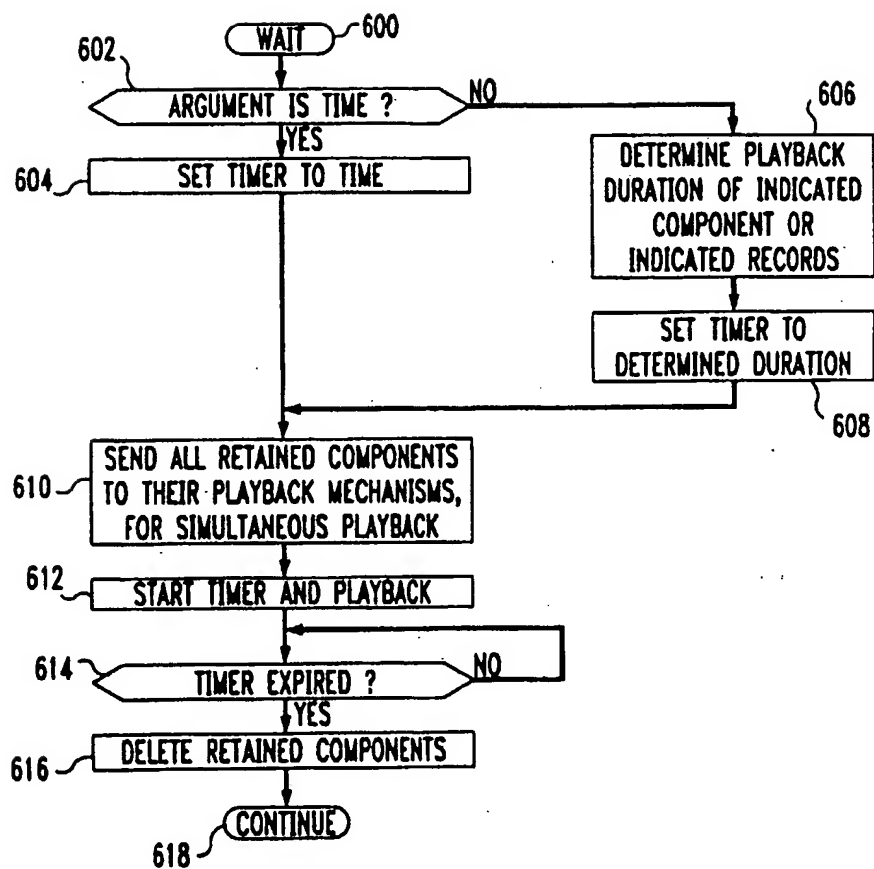 WAIT
600
602
ARGUMENT IS TIME ?
NO
YES
606
604
SET TIMER TO TIME
DETERMINE PLAYBACK
DURATION OF INDICATED
COMPONENT OR
INDICATED RECORDS
SET TIMER TO
DETERMINED DURATION
608
610
SEND ALL RETAINED COMPONENTS
TO THEIR PLAYBACK MECHANISMS,
FOR SIMULTANEOUS PLAYBACK
612
START TIMER AND PLAYBACK
614
TIMER EXPIRED ?
NO
YES
616
DELETE RETAINED COMPONENTS
CONTINUE
618